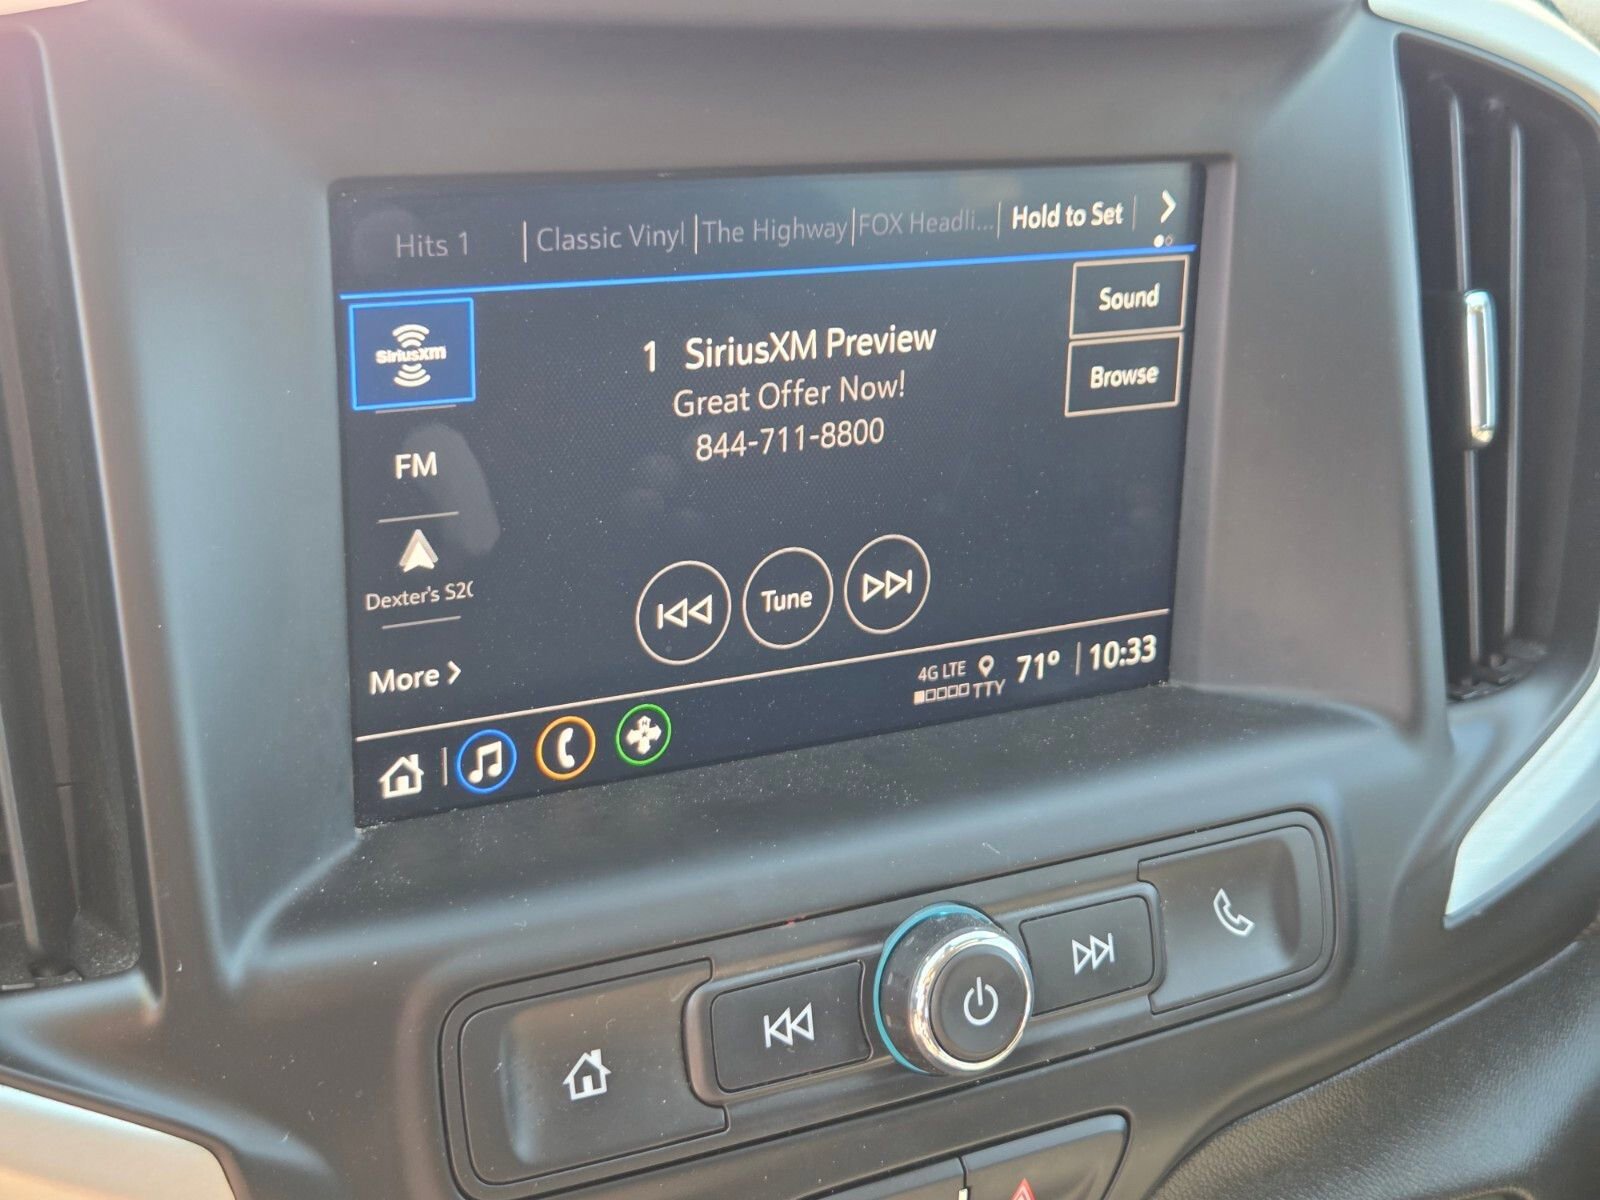 Hits 1
Classic Vinyl
The Highway
FOX Headli...
Hold to Set
SiriusXM
1 SiriusXM Preview
Great Offer Now!
844-711-8800
Sound
Browse
FM
Dexter's S20
More
Tune
4G LTE
TTY
71°
10:33